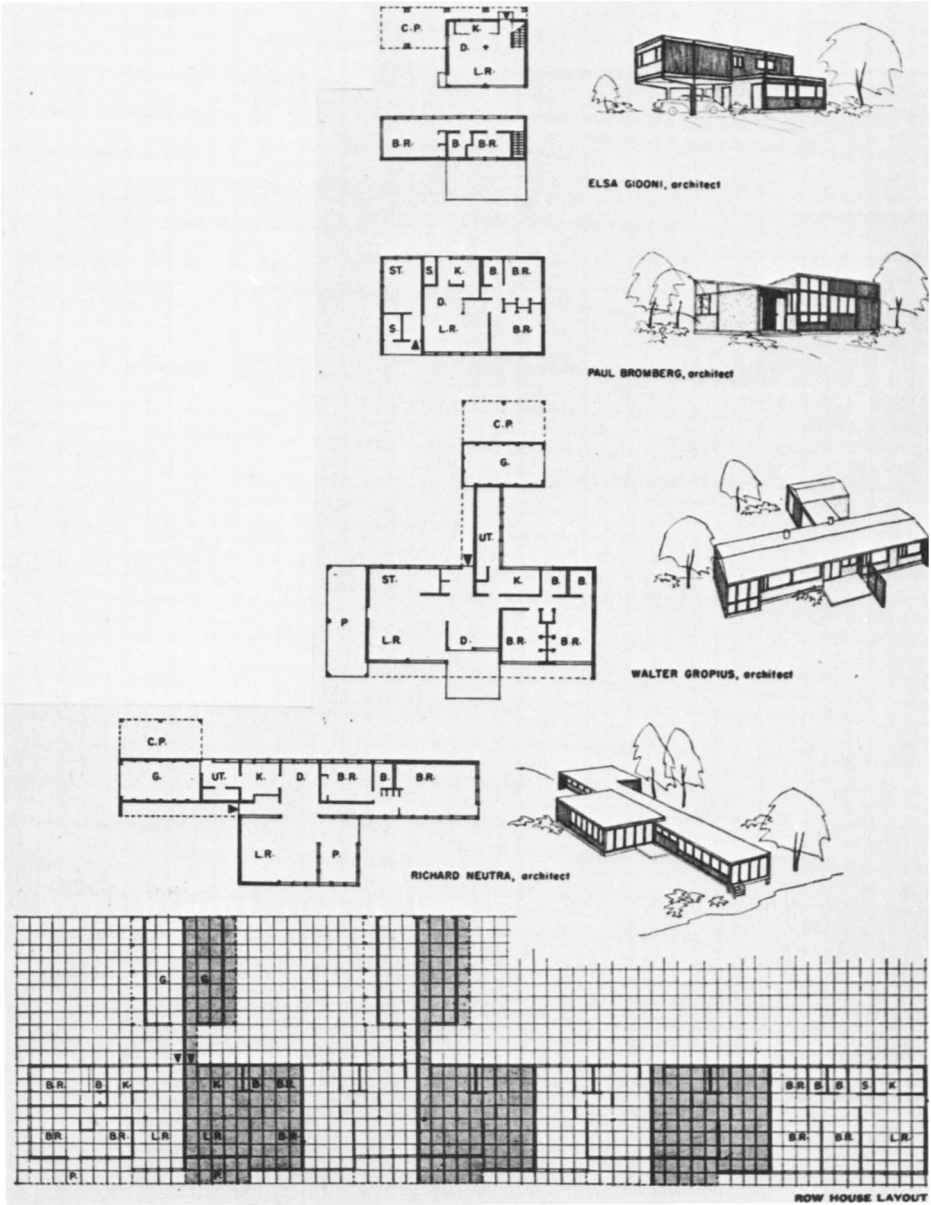 C.P.
K.
D.
L.R.
B.R.
B.
B.R.
ELSA GIDONI, architect
ST.
S.
K.
B.
B.R.
D.
S.
L.R.
B.R.
PAUL BROMBERG, architect
C.P.
G.
UT.
ST.
K.
B.
B.
P.
L.R.
D.
B.R.
B.R.
WALTER GROPIUS, architect
C.P.
G.
UT.
K.
D.
B.R.
B.
B.R.
L.R.
P.
RICHARD NEUTRA, architect
G.
G.
B.R.
B.
K.
K.
B.
B.R.
B.R.
B.
B.
S.
K.
B.R.
B.R.
L.R.
L.R.
B.R.
B.R.
B.R.
L.R.
P.
P.
ROW HOUSE LAYOUT